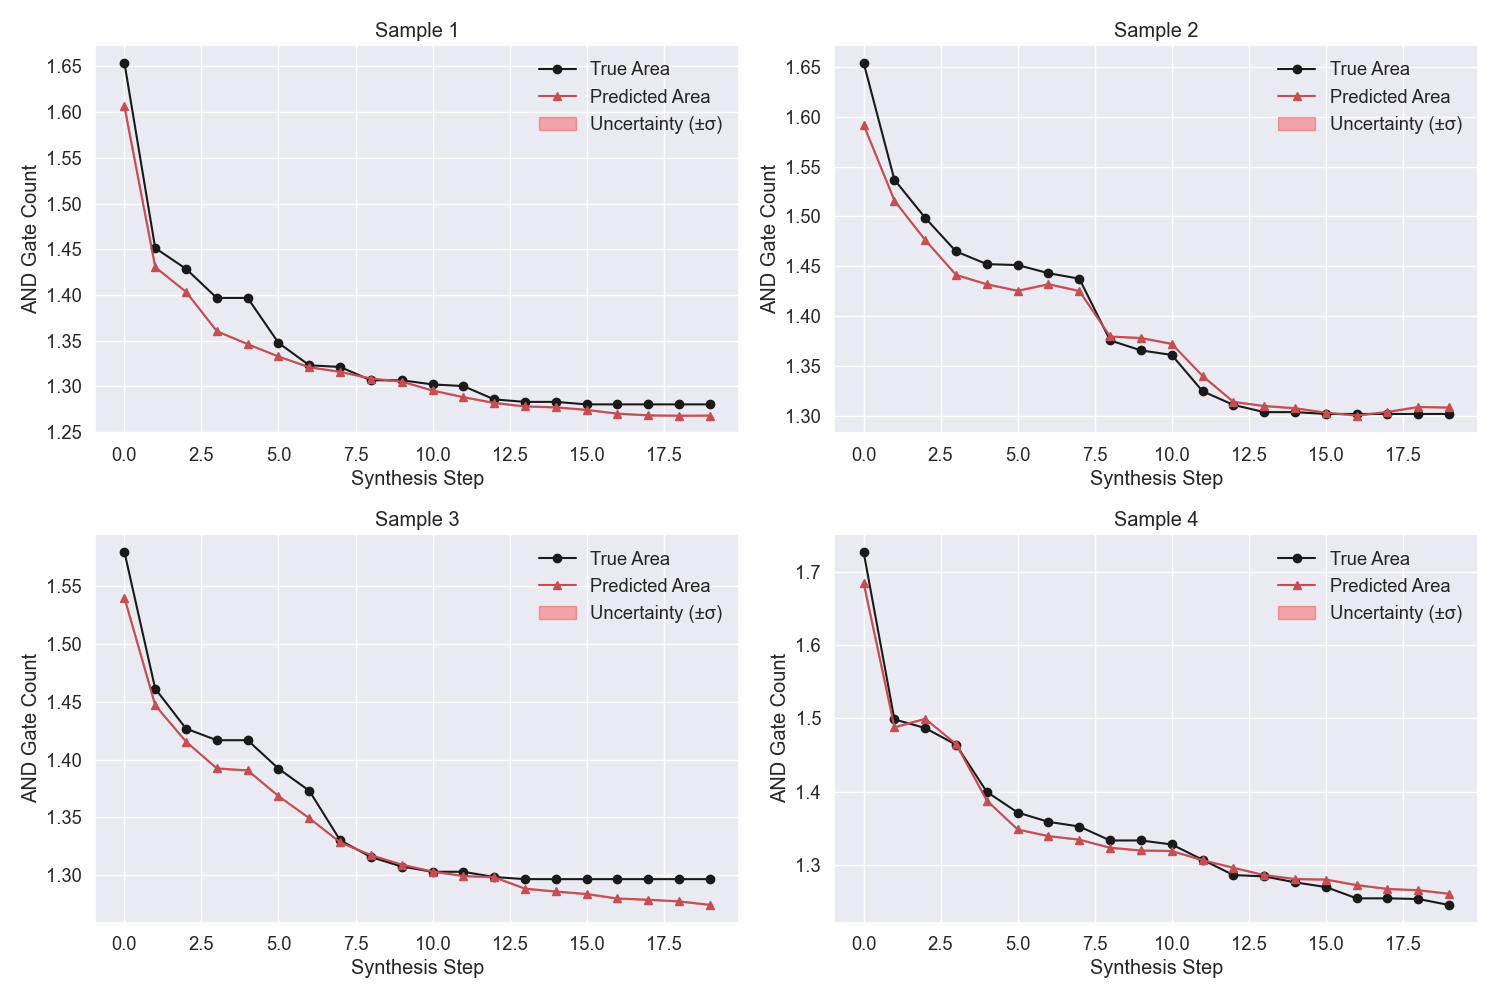 Sample 1
True Area
Predicted Area
Uncertainty (±σ)
AND Gate Count
1.65
1.60
1.55
1.50
1.45
1.40
1.35
1.30
1.25
0.0 2.5 5.0 7.5 10.0 12.5 15.0 17.5
Synthesis Step
Sample 2
True Area
Predicted Area
Uncertainty (±σ)
AND Gate Count
1.65
1.60
1.55
1.50
1.45
1.40
1.35
1.30
0.0 2.5 5.0 7.5 10.0 12.5 15.0 17.5
Synthesis Step
Sample 3
True Area
Predicted Area
Uncertainty (±σ)
AND Gate Count
1.55
1.50
1.45
1.40
1.35
1.30
0.0 2.5 5.0 7.5 10.0 12.5 15.0 17.5
Synthesis Step
Sample 4
True Area
Predicted Area
Uncertainty (±σ)
AND Gate Count
1.7
1.6
1.5
1.4
1.3
0.0 2.5 5.0 7.5 10.0 12.5 15.0 17.5
Synthesis Step